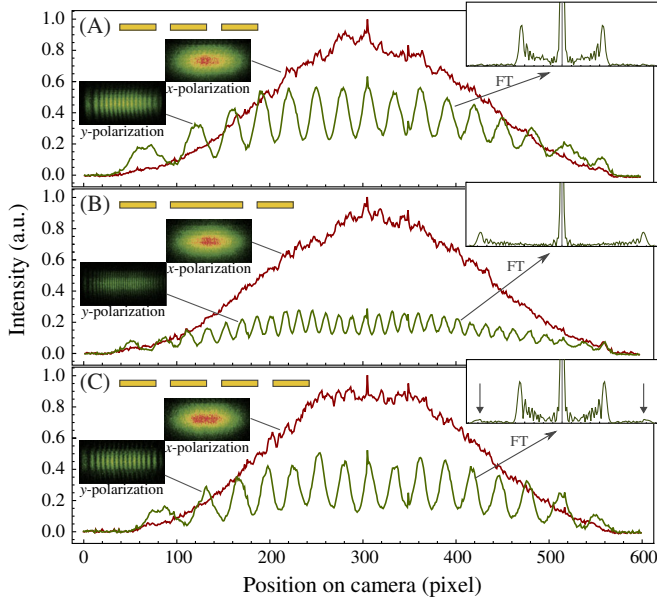 (A)
1.0
0.8
0.6
0.4
0.2
0.0
x-polarization
y-polarization
FT
(B)
1.0
0.8
0.6
0.4
0.2
0.0
x-polarization
y-polarization
FT
(C)
1.0
0.8
0.6
0.4
0.2
0.0
x-polarization
y-polarization
FT
0 100 200 300 400 500 600
Position on camera (pixel)
Intensity (a.u.)